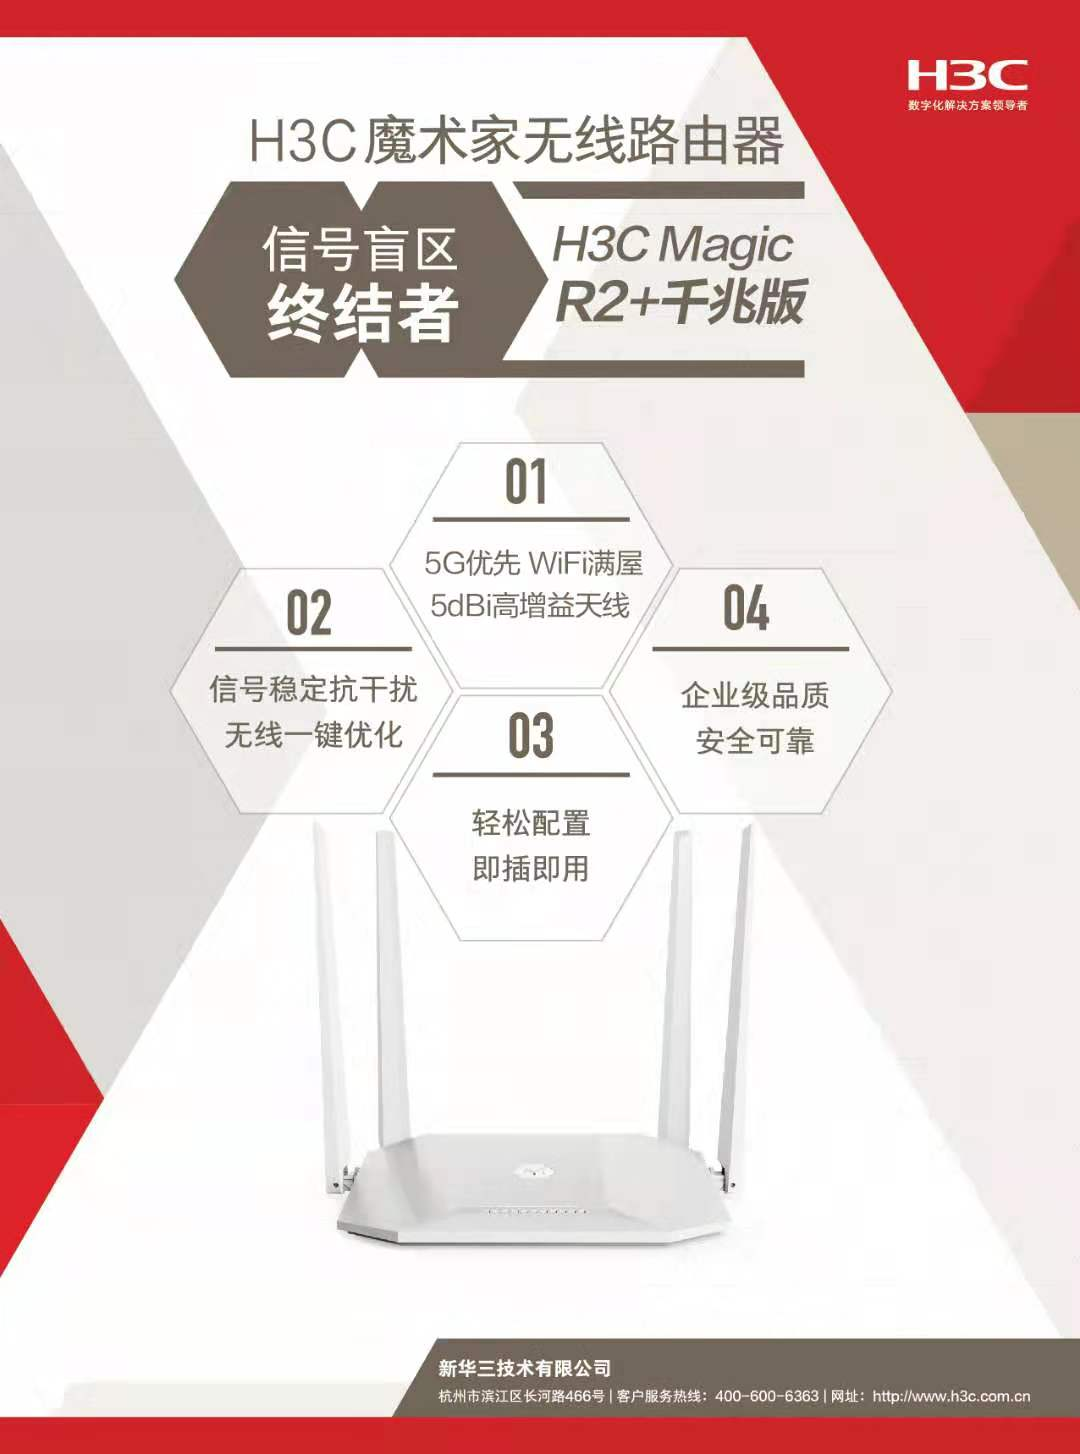 H3C
数字化解决方案领导者
H3C魔术家无线路由器
信号盲区
终结者
H3C Magic
R2+千兆版
01
5G优先 WiFi满屋
5dBi高增益天线
02
信号稳定抗干扰
无线一键优化
03
轻松配置
即插即用
04
企业级品质
安全可靠
新华三技术有限公司
杭州市滨江区长河路466号 | 客户服务热线：400-600-6363 | 网址：http://www.h3c.com.cn